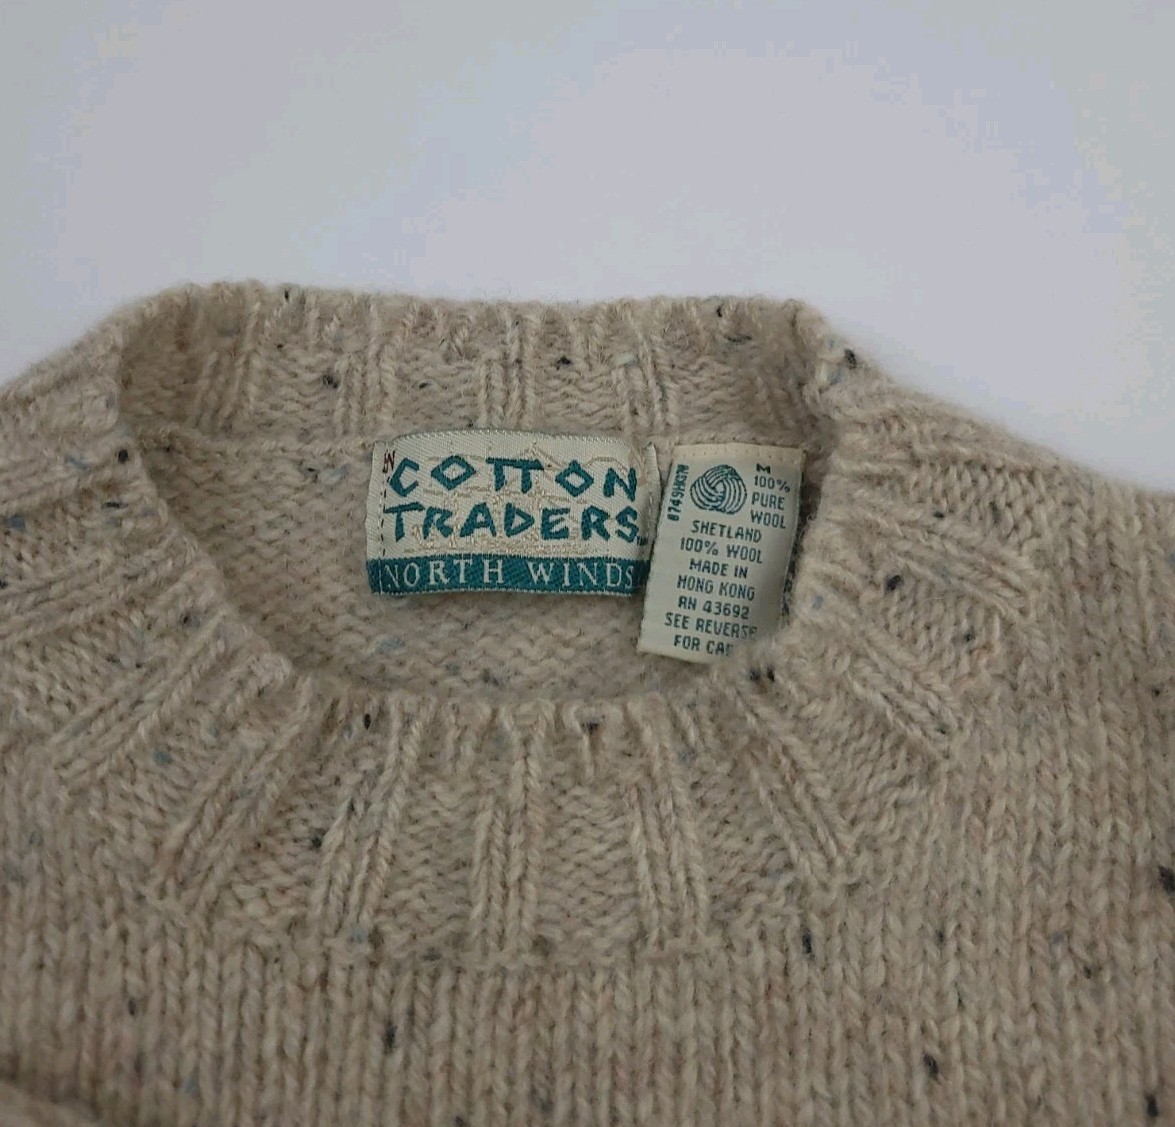 COTTON
TRADERS
NORTH WINDS
M
100%
PURE
WOOL
SHETLAND
100% WOOL
MADE IN
HONG KONG
RN 43692
SEE REVERSE
FOR